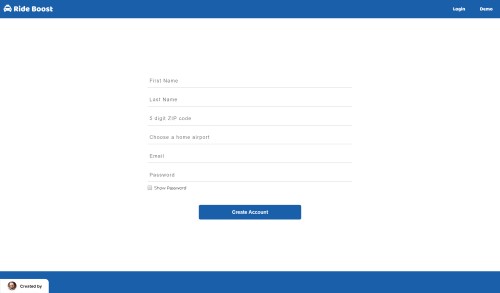 Ride Boost
Login
Demo
First Name
Last Name
5 digit ZIP code
Choose a home airport
Email
Password
Show Password
Create Account
Created by